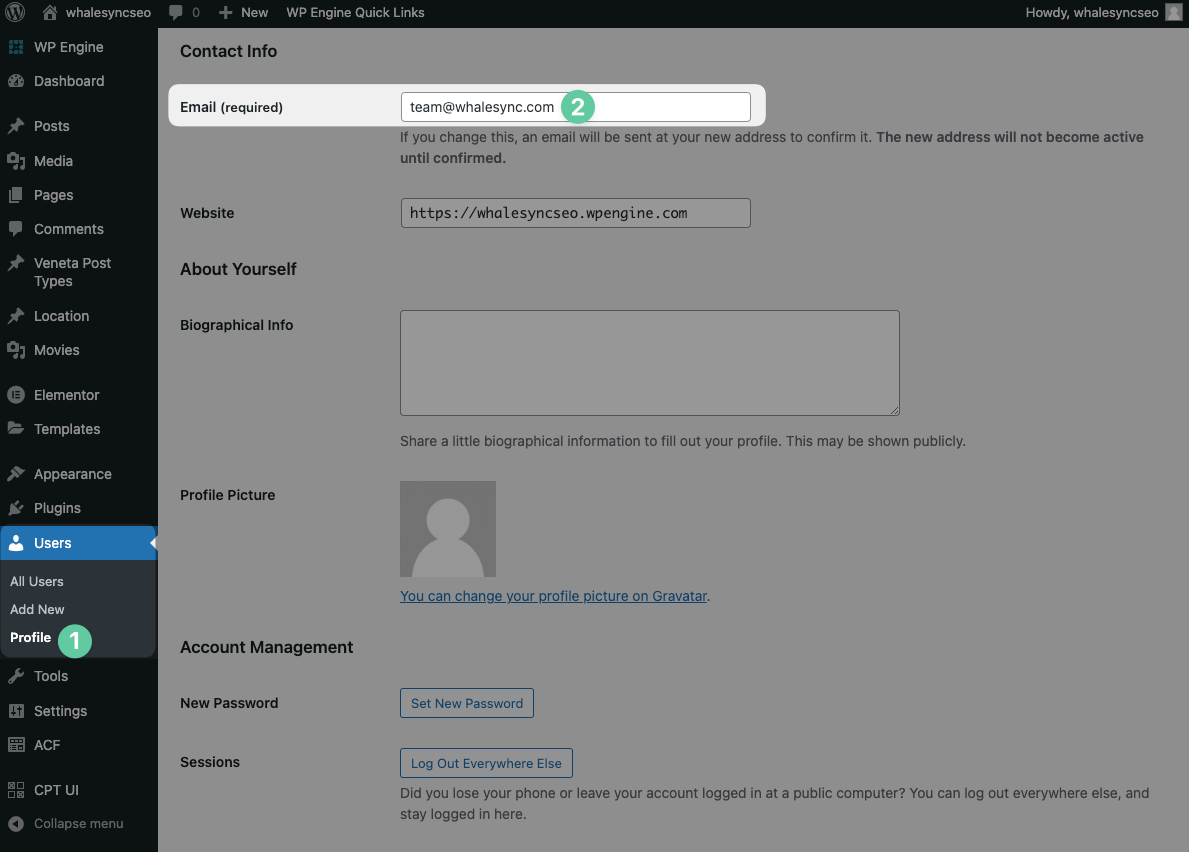 whalesyncseo
0
New
WP Engine Quick Links
Howdy, whalesyncseo
WP Engine
Dashboard
Posts
Media
Pages
Comments
Veneta Post
Types
Location
Movies
Elementor
Templates
Appearance
Plugins
Users
All Users
Add New
Profile
1
Tools
Settings
ACF
CPT UI
Collapse menu
Contact Info
Email (required)
team@whalesync.com
2
If you change this, an email will be sent at your new address to confirm it. The new address will not become active
until confirmed.
Website
https://whalesyncseo.wpengine.com
About Yourself
Biographical Info
Share a little biographical information to fill out your profile. This may be shown publicly.
Profile Picture
You can change your profile picture on Gravatar.
Account Management
New Password
Set New Password
Sessions
Log Out Everywhere Else
Did you lose your phone or leave your account logged in at a public computer? You can log out everywhere else, and
stay logged in here.